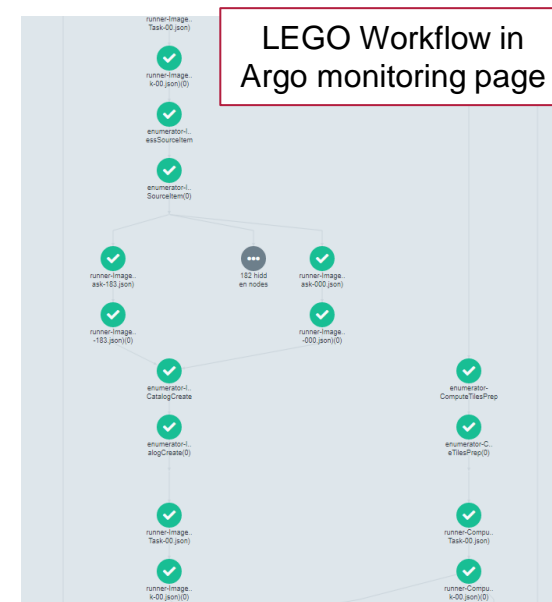 LEGO Workflow in
Argo monitoring page
runner-Image..
Task-00.json)
runner-Image..
k-00.json)(0)
enumerator-I..
essSourceItem
enumerator-I..
SourceItem(0)
runner-Image..
ask-183.json)
182 hidd
en nodes
runner-Image..
ask-000.json)
runner-Image..
-183.json)(0)
runner-Image..
-000.json)(0)
enumerator-I..
CatalogCreate
enumerator-
ComputeTilesPrep
enumerator-I..
alogCreate(0)
enumerator-C..
eTilesPrep(0)
runner-Image..
Task-00.json)
runner-Compu..
Task-00.json)
runner-Image..
k-00.json)(0)
runner-Compu..
k-00.json)(0)